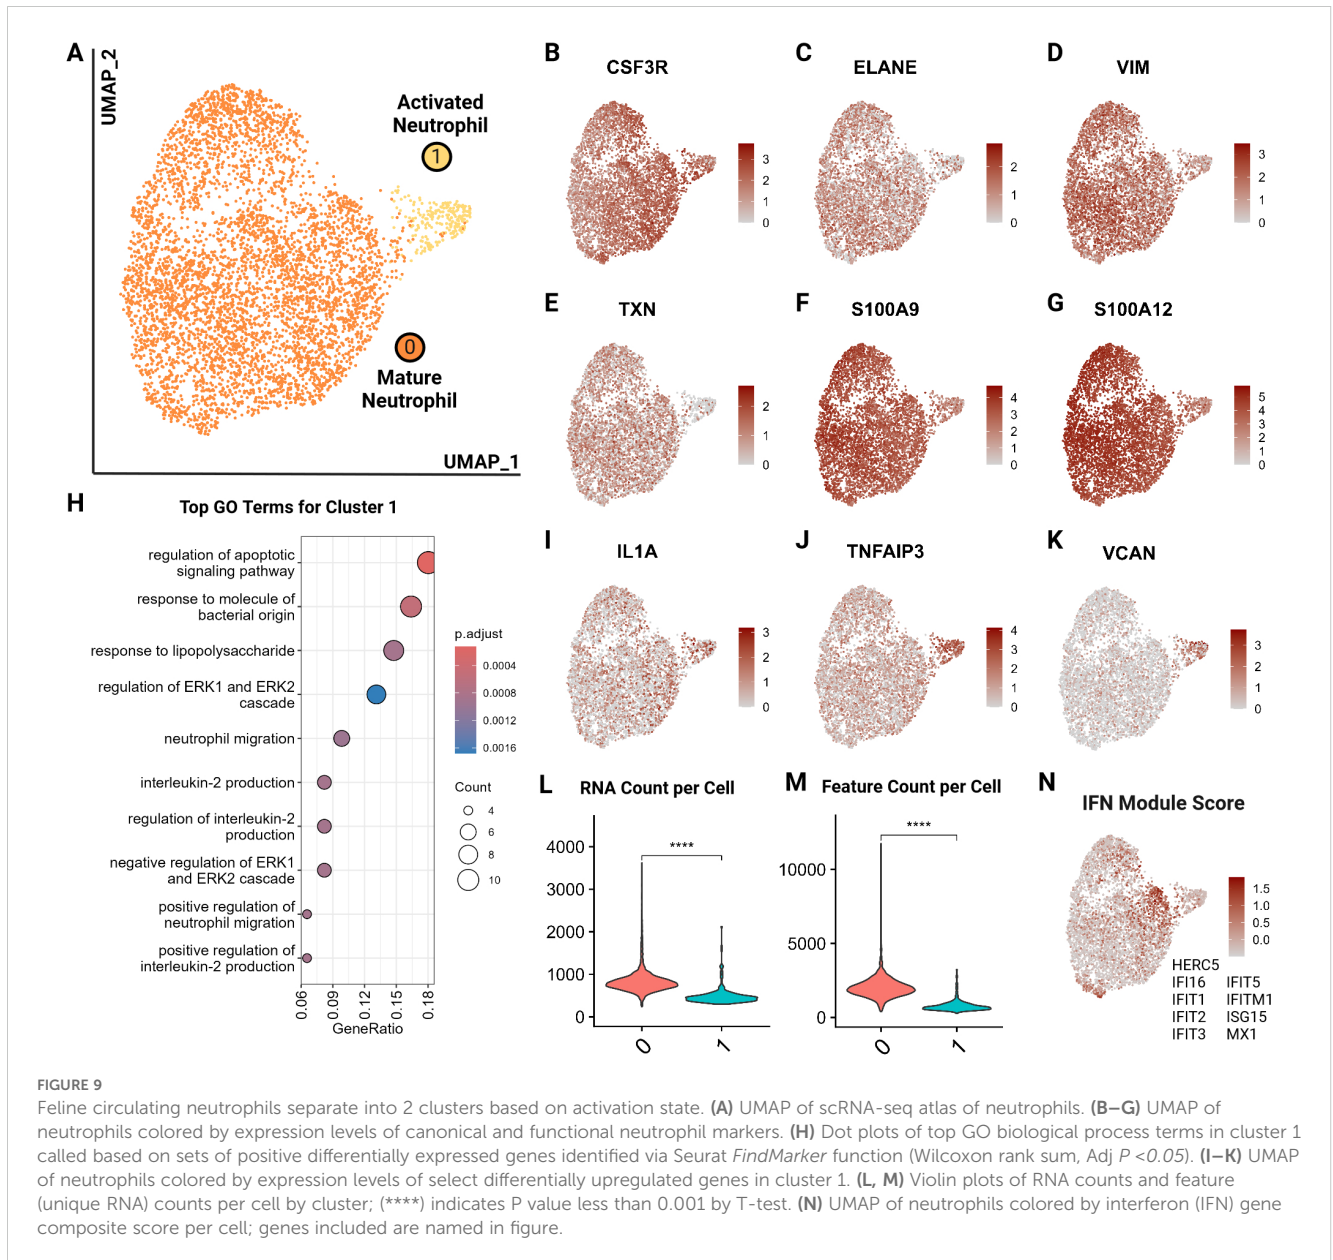 A
UMAP_2
Activated
Neutrophil
1
0
Mature
Neutrophil
UMAP_1
B
CSF3R
3
2
1
0
C
ELANE
2
1
0
D
VIM
3
2
1
0
E
TXN
2
1
0
F
S100A9
4
3
2
1
0
G
S100A12
5
4
3
2
1
0
H
Top GO Terms for Cluster 1
regulation of apoptotic
signaling pathway
response to molecule of
bacterial origin
response to lipopolysaccharide
regulation of ERK1 and ERK2
cascade
neutrophil migration
interleukin-2 production
regulation of interleukin-2
production
negative regulation of ERK1
and ERK2 cascade
positive regulation of
neutrophil migration
positive regulation of
interleukin-2 production
0.06
0.09
0.12
0.15
0.18
GeneRatio
p.adjust
0.0004
0.0008
0.0012
0.0016
Count
4
6
8
10
I
IL1A
3
2
1
0
J
TNFAIP3
4
3
2
1
0
K
VCAN
3
2
1
0
L
RNA Count per Cell
4000
3000
2000
1000
0
****
0
1
M
Feature Count per Cell
10000
5000
0
****
0
1
N
IFN Module Score
1.5
1.0
0.5
0.0
HERC5
IFI16 IFIT5
IFIT1 IFITM1
IFIT2 ISG15
IFIT3 MX1
FIGURE 9
Feline circulating neutrophils separate into 2 clusters based on activation state. (A) UMAP of scRNA-seq atlas of neutrophils. (B–G) UMAP of
neutrophils colored by expression levels of canonical and functional neutrophil markers. (H) Dot plots of top GO biological process terms in cluster 1
called based on sets of positive differentially expressed genes identified via Seurat FindMarker function (Wilcoxon rank sum, Adj P <0.05). (I–K) UMAP
of neutrophils colored by expression levels of select differentially upregulated genes in cluster 1. (L, M) Violin plots of RNA counts and feature
(unique RNA) counts per cell by cluster; (****) indicates P value less than 0.001 by T-test. (N) UMAP of neutrophils colored by interferon (IFN) gene
composite score per cell; genes included are named in figure.